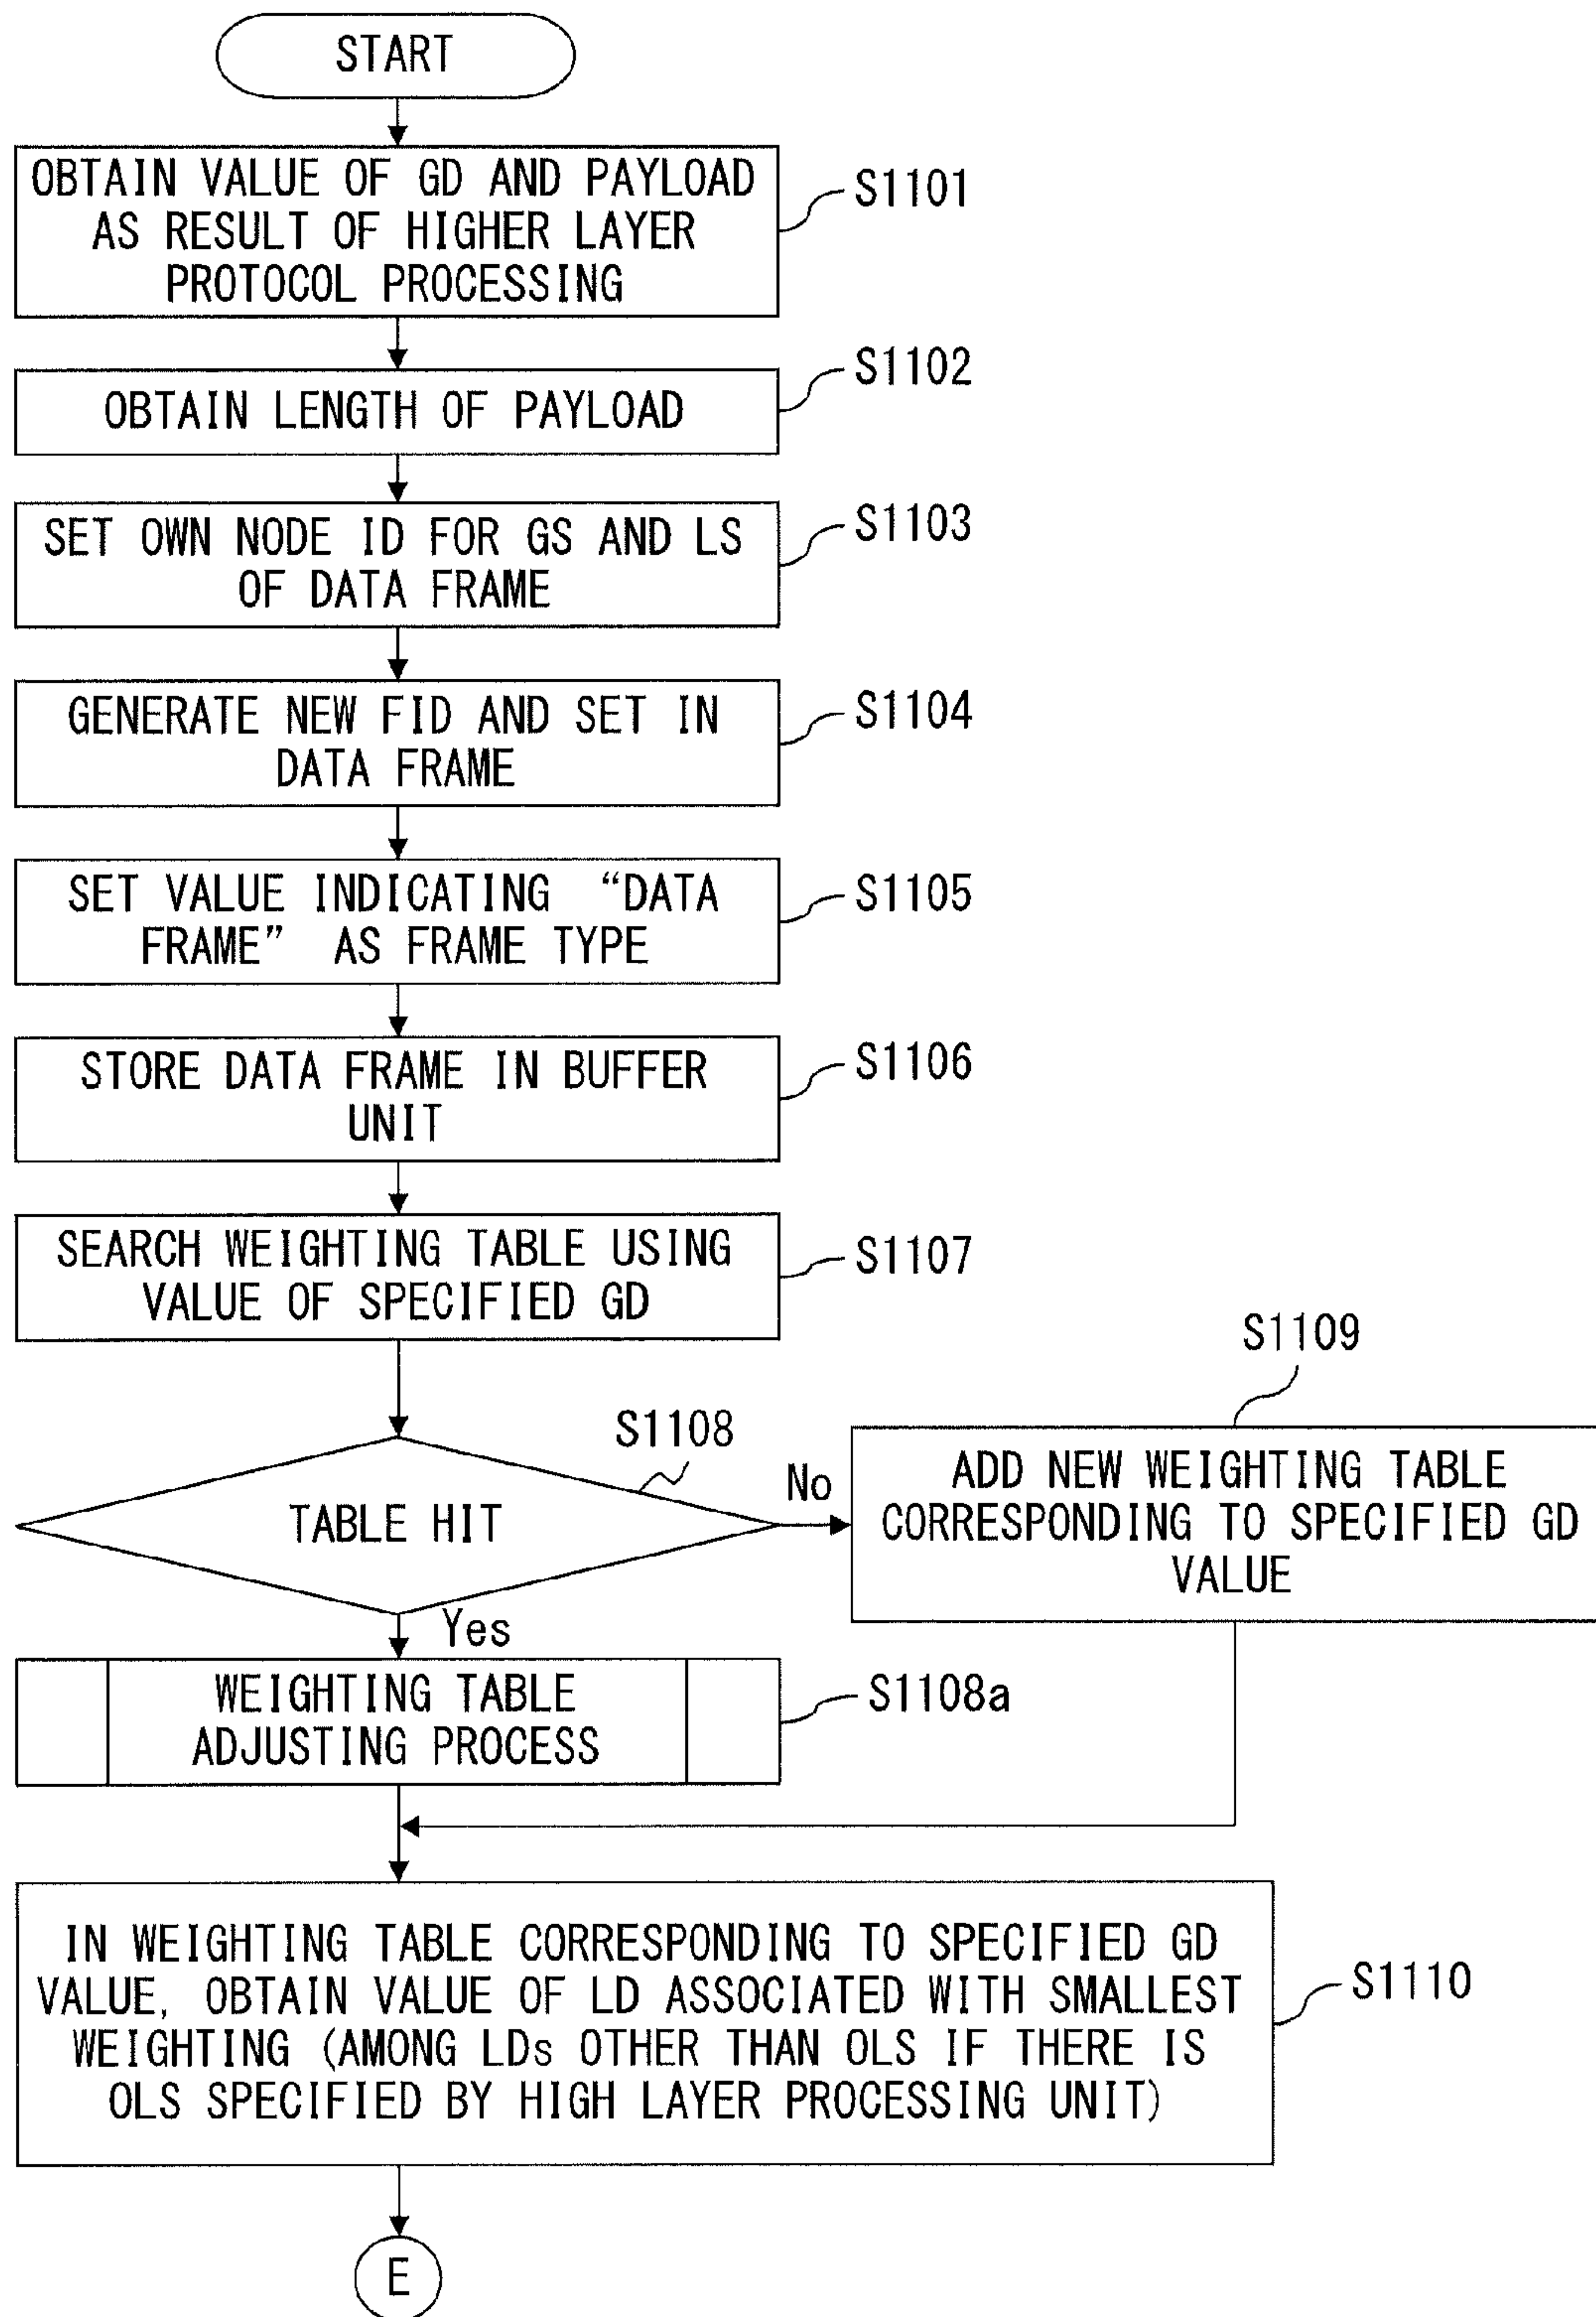 START
OBTAIN VALUE OF GD AND PAYLOAD
AS RESULT OF HIGHER LAYER
PROTOCOL PROCESSING
S1101
OBTAIN LENGTH OF PAYLOAD
S1102
SET OWN NODE ID FOR GS AND LS
OF DATA FRAME
S1103
GENERATE NEW FID AND SET IN
DATA FRAME
S1104
SET VALUE INDICATING “DATA
FRAME” AS FRAME TYPE
S1105
STORE DATA FRAME IN BUFFER
UNIT
S1106
SEARCH WEIGHTING TABLE USING
VALUE OF SPECIFIED GD
S1107
TABLE HIT
S1108
No
S1109
ADD NEW WEIGHTING TABLE
CORRESPONDING TO SPECIFIED GD
VALUE
Yes
WEIGHTING TABLE
ADJUSTING PROCESS
S1108a
IN WEIGHTING TABLE CORRESPONDING TO SPECIFIED GD
VALUE, OBTAIN VALUE OF LD ASSOCIATED WITH SMALLEST
WEIGHTING (AMONG LDs OTHER THAN OLS IF THERE IS
OLS SPECIFIED BY HIGH LAYER PROCESSING UNIT)
S1110
E